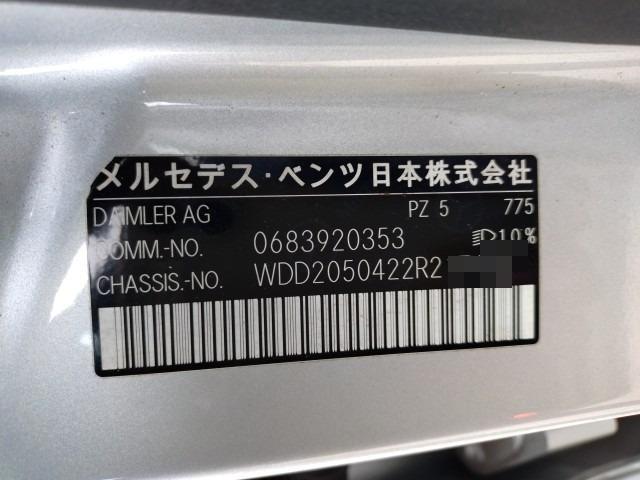 メルセデス・ベンツ日本株式会社
DAIMLER AG PZ 5 775
COMM.-NO. 0683920353 10%
CHASSIS.-NO. WDD2050422R2